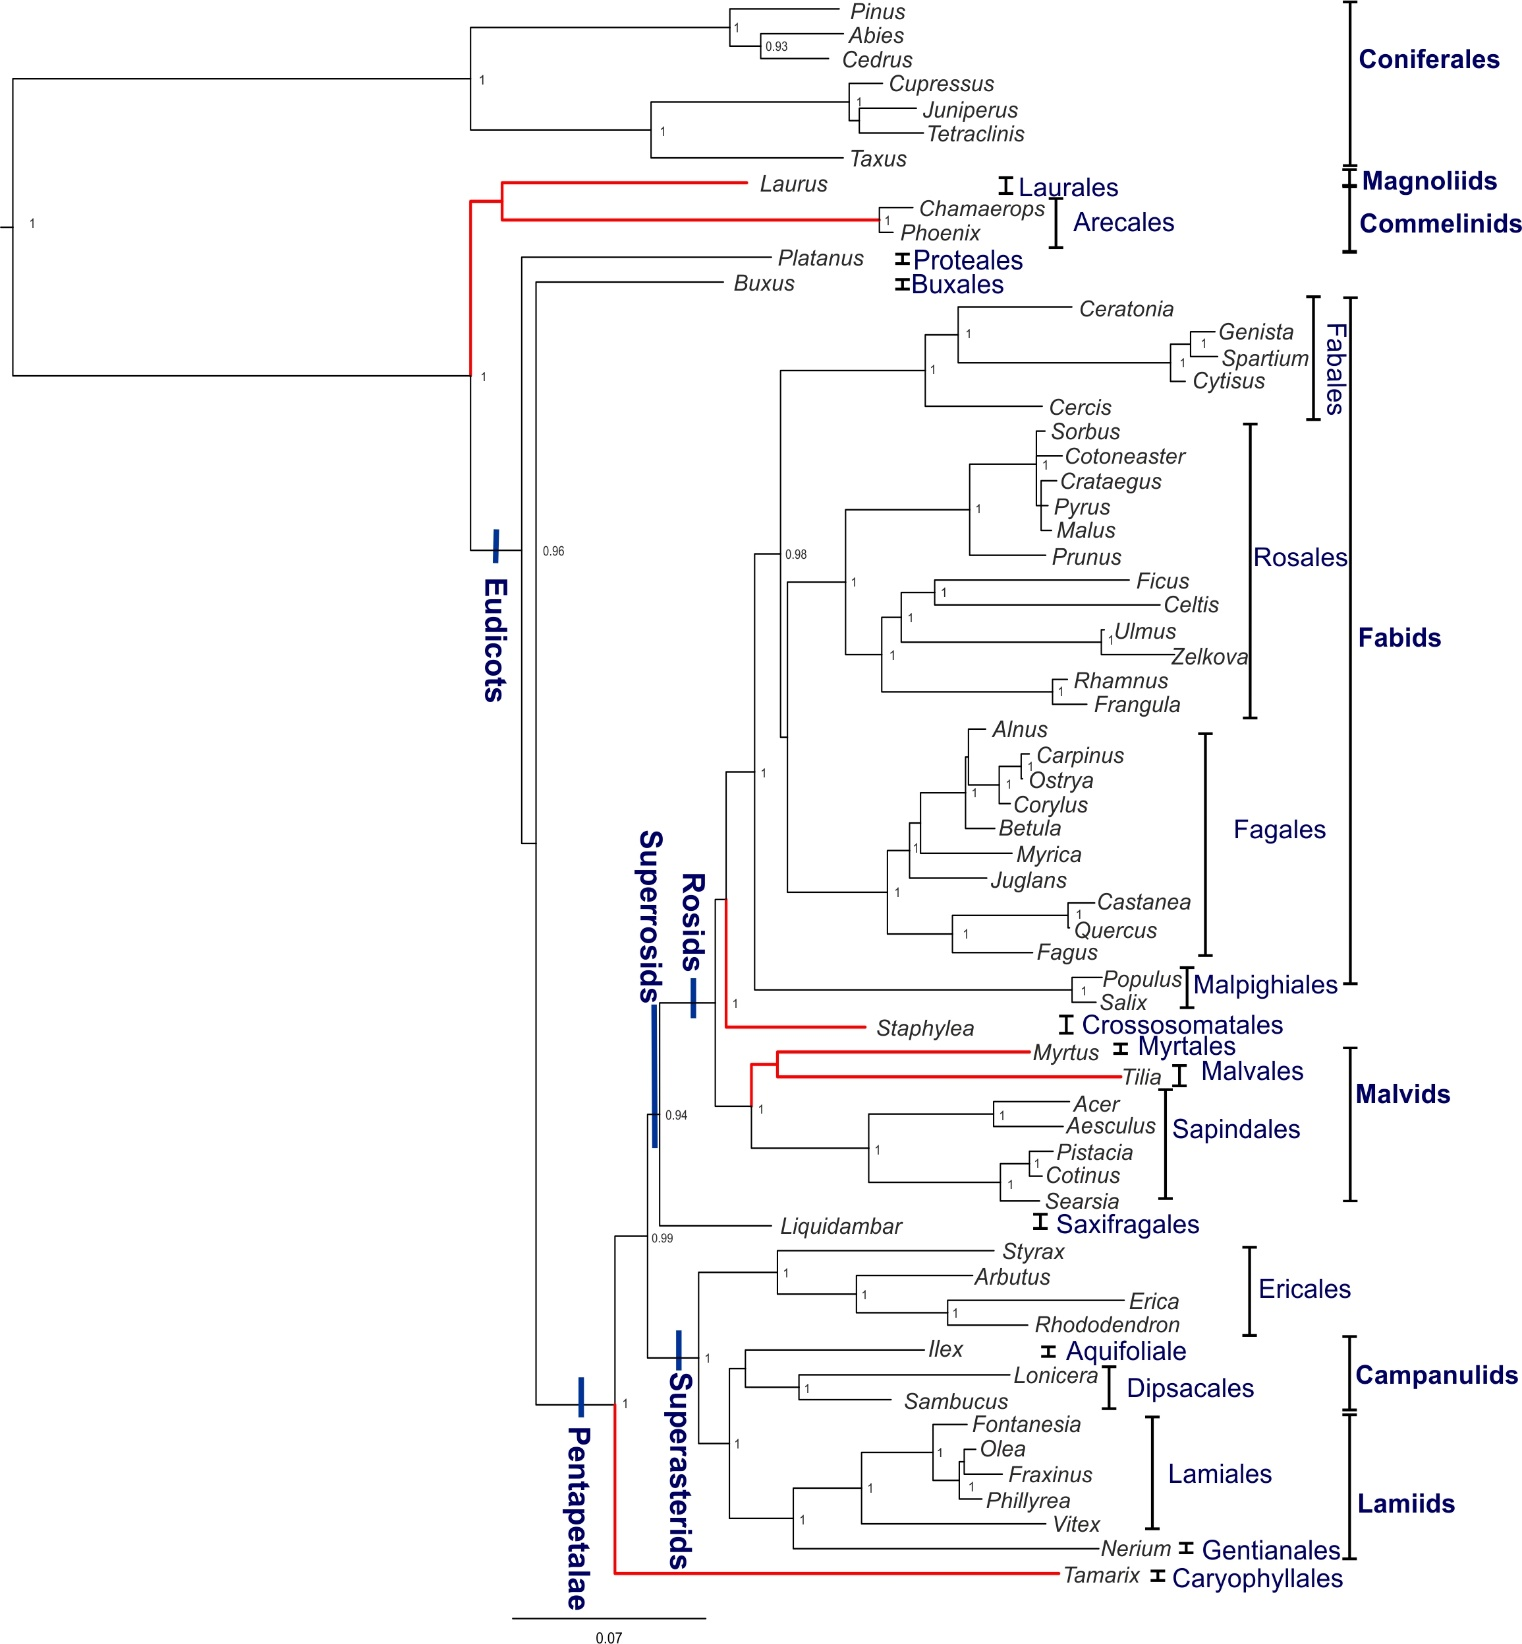 Pinus
1
Abies
0.93
Cedrus
Coniferales
1
Cupressus
1
Juniperus
1
Tetraclinis
Taxus
Laurus
Laurales
Magnoliids
1
Chamaerops
1
Phoenix
Arecales
Commelinids
Platanus
Proteales
Buxus
Buxales
1
Ceratonia
1
Genista
1
Spartium
1
Cytisus
1
Cercis
Fabales
Sorbus
Cotoneaster
1
Crataegus
1
Pyrus
Malus
Prunus
0.96
0.98
Rosales
Eudicots
1
Ficus
1
Celtis
1
Ulmus
1
Zelkova
1
Rhamnus
1
Frangula
Fabids
Alnus
Carpinus
1
Ostrya
1
Corylus
1
Betula
Myrica
1
Juglans
1
Fagales
Castanea
1
Quercus
1
Fagus
1
Populus
1
Salix
Malpighiales
Superrosids
Rosids
1
Staphylea
Crossosomatales
Myrtus
Myrtales
Tilia
Malvales
Malvids
1
Acer
1
Aesculus
Sapindales
0.94
1
Pistacia
1
Cotinus
1
Searsia
Liquidambar
Saxifragales
0.99
Styrax
1
Arbutus
1
Erica
1
Rhododendron
Ericales
Ilex
Aquifoliale
1
Lonicera
1
Sambucus
Dipsacales
Campanulids
1
Superasterids
1
Fontanesia
1
Olea
Fraxinus
1
Phillyrea
1
Vitex
Lamiales
Lamiids
1
Nerium
Gentianales
Pentapetalae
Tamarix
Caryophyllales
0.07